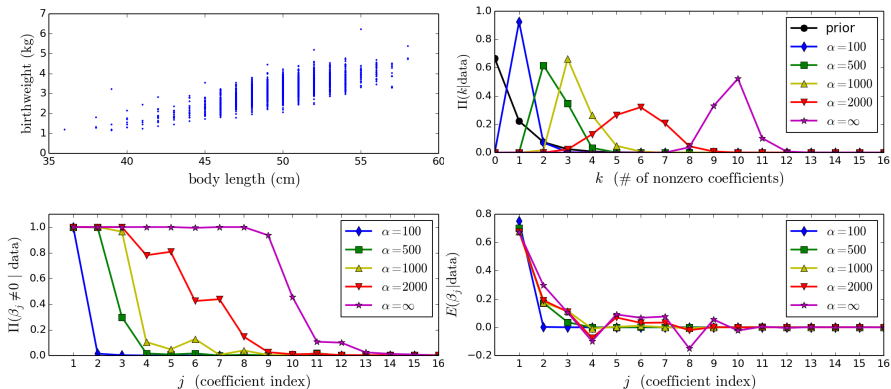 birthweight (kg)
7
6
5
4
3
2
1
0
35 40 45 50 55 60
body length (cm)
Π(k|data)
1.0
0.8
0.6
0.4
0.2
0.0
0 1 2 3 4 5 6 7 8 9 10 11 12 13 14 15 16
k (# of nonzero coefficients)
prior
α=100
α=500
α=1000
α=2000
α=∞
Π(βj≠0 | data)
1.0
0.8
0.6
0.4
0.2
0.0
1 2 3 4 5 6 7 8 9 10 11 12 13 14 15 16
j (coefficient index)
α=100
α=500
α=1000
α=2000
α=∞
E(βj|data)
0.8
0.6
0.4
0.2
0.0
−0.2
1 2 3 4 5 6 7 8 9 10 11 12 13 14 15 16
j (coefficient index)
α=100
α=500
α=1000
α=2000
α=∞